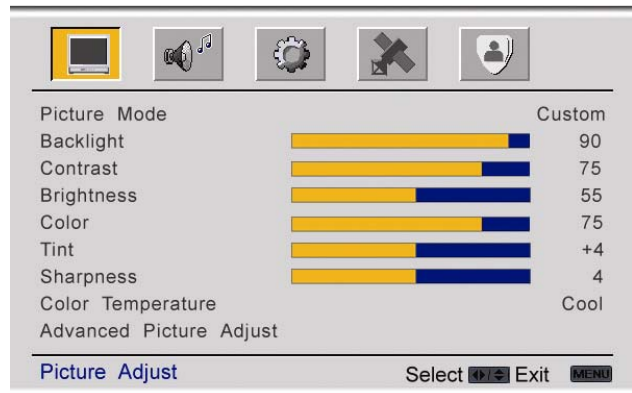 Picture Mode Custom
Backlight 90
Contrast 75
Brightness 55
Color 75
Tint +4
Sharpness 4
Color Temperature Cool
Advanced Picture Adjust
Picture Adjust Select Exit MENU